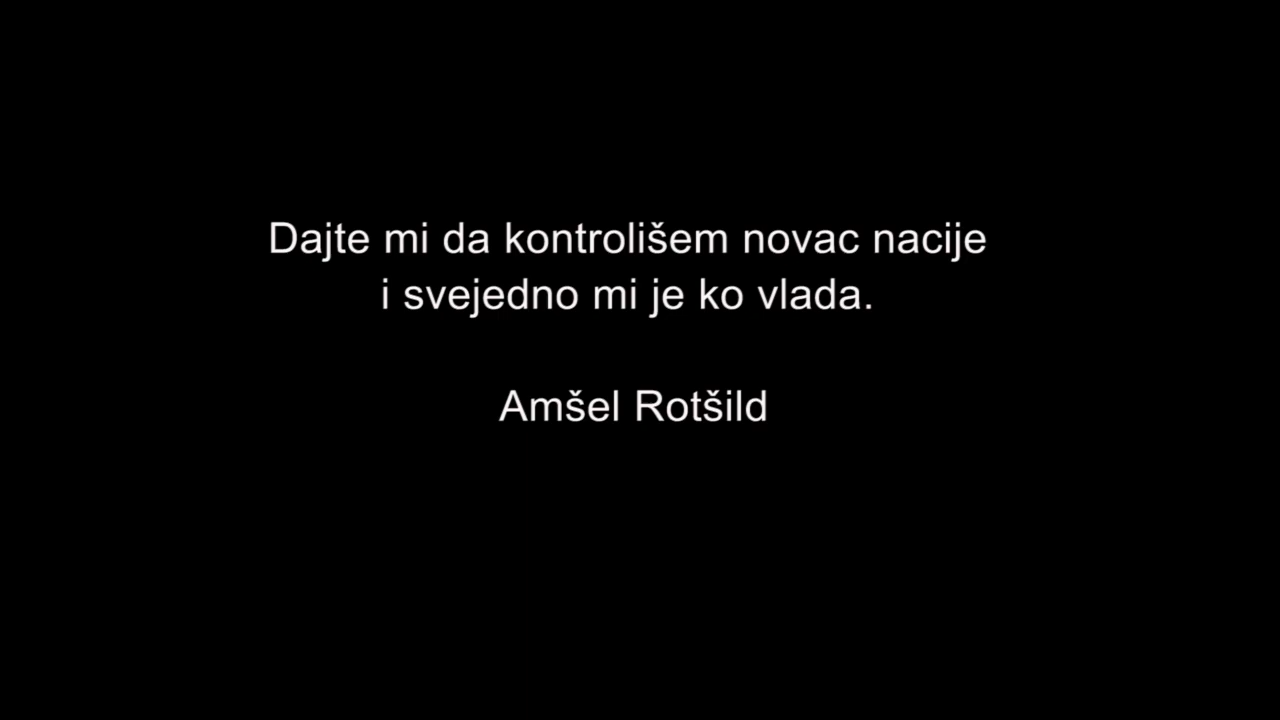 Dajte mi da kontrolišem novac nacije
i svejedno mi je ko vlada.
Amšel Rotšild